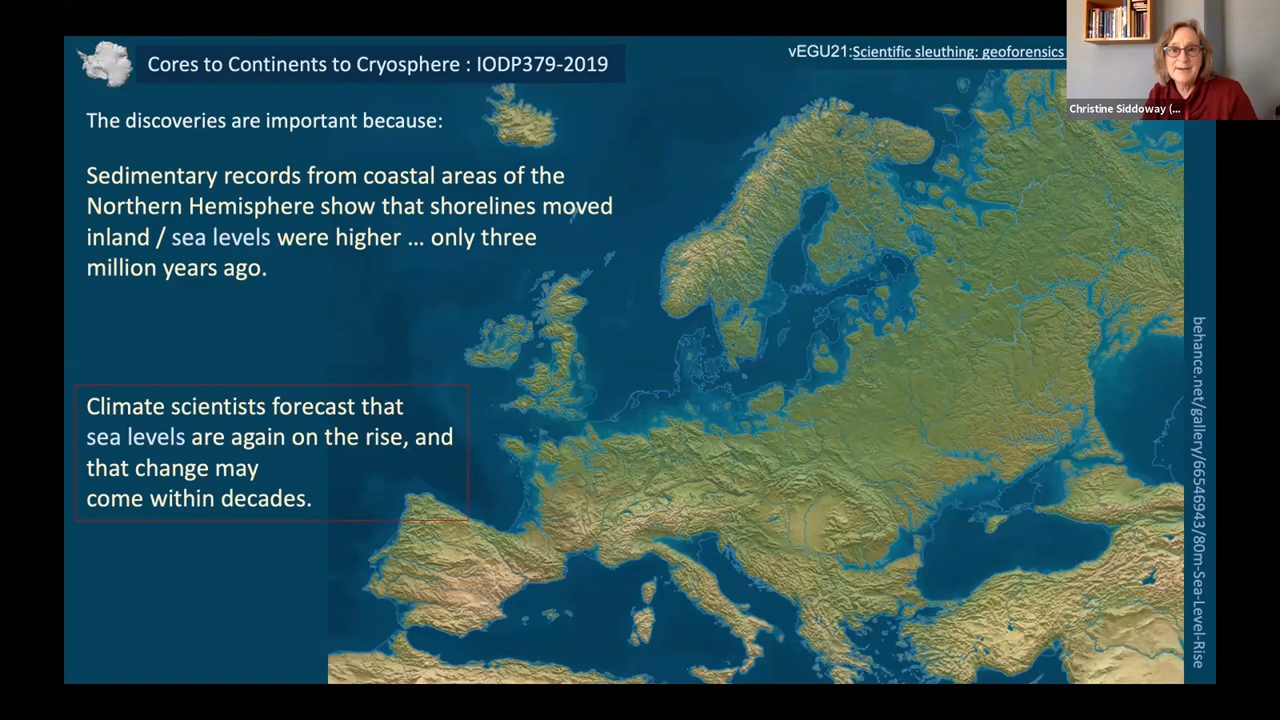 Cores to Continents to Cryosphere : IODP379-2019
vEGU21:Scientific sleuthing: geoforensics
Christine Siddoway (...
The discoveries are important because:
Sedimentary records from coastal areas of the
Northern Hemisphere show that shorelines moved
inland / sea levels were higher ... only three
million years ago.
Climate scientists forecast that
sea levels are again on the rise, and
that change may
come within decades.
behance.net/gallery/66546943/80m-Sea-Level-Rise